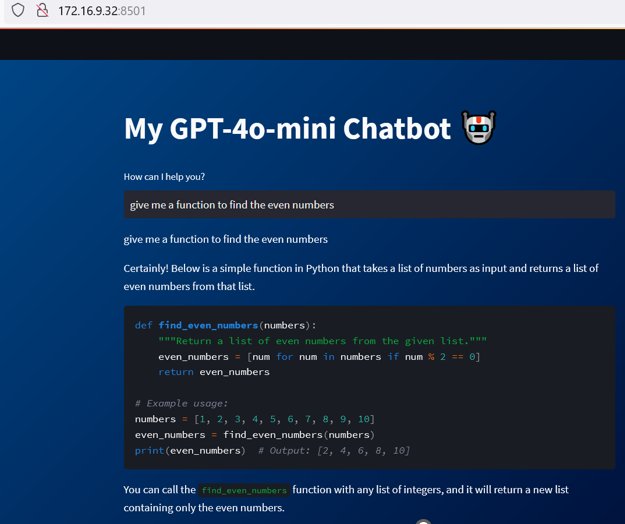 172.16.9.32:8501
My GPT-4o-mini Chatbot
How can I help you?
give me a function to find the even numbers
give me a function to find the even numbers
Certainly! Below is a simple function in Python that takes a list of numbers as input and returns a list of
even numbers from that list.
def find_even_numbers(numbers):
    """Return a list of even numbers from the given list."""
    even_numbers = [num for num in numbers if num % 2 == 0]
    return even_numbers
# Example usage:
numbers = [1, 2, 3, 4, 5, 6, 7, 8, 9, 10]
even_numbers = find_even_numbers(numbers)
print(even_numbers)  # Output: [2, 4, 6, 8, 10]
You can call the find_even_numbers function with any list of integers, and it will return a new list
containing only the even numbers.